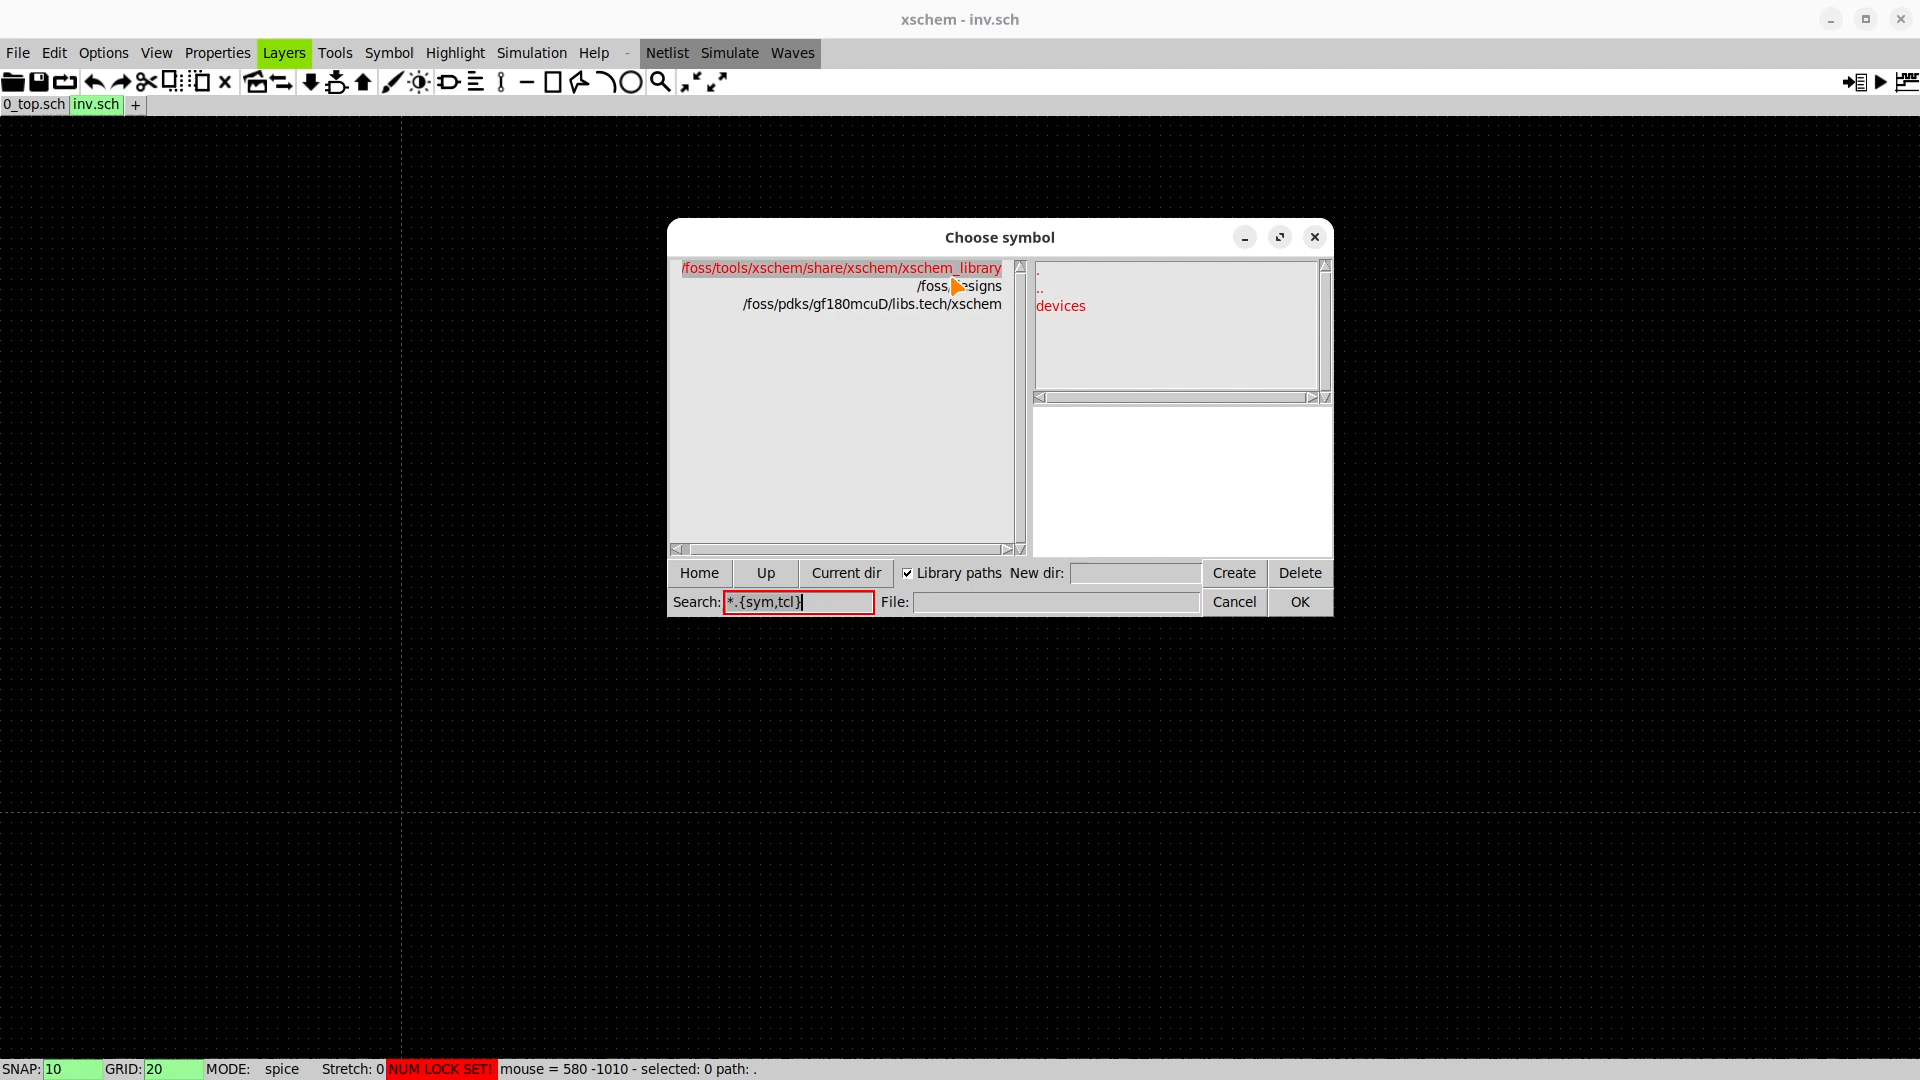 xschem - inv.sch
File Edit Options View Properties Layers Tools Symbol Highlight Simulation Help - Netlist Simulate Waves
0_top.sch inv.sch +
Choose symbol
/foss/tools/xschem/share/xschem/xschem_library
/foss/designs
/foss/pdks/gf180mcuD/libs.tech/xschem
.
..
devices
Home Up Current dir Library paths New dir: Create Delete
Search: *.{sym,tcl} File: Cancel OK
SNAP: 10 GRID: 20 MODE: spice Stretch: 0 NUM LOCK SET! mouse = 580 -1010 - selected: 0 path: .